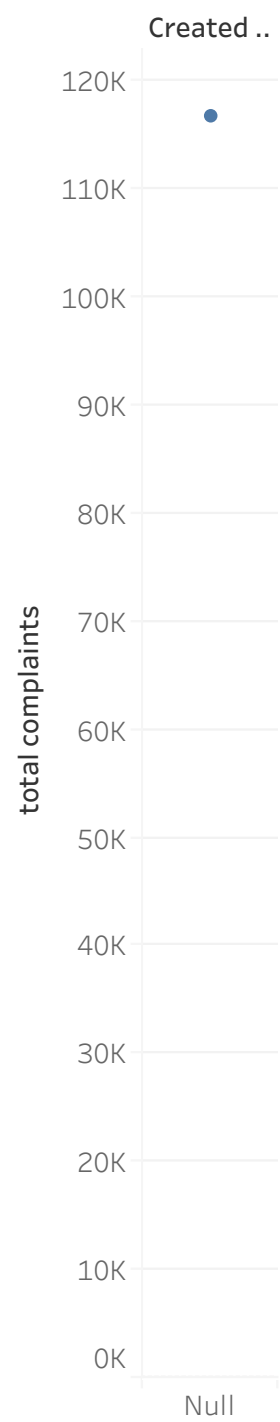 Created ..
120K
110K
100K
90K
80K
70K
60K
50K
40K
30K
20K
10K
0K
total complaints
Null